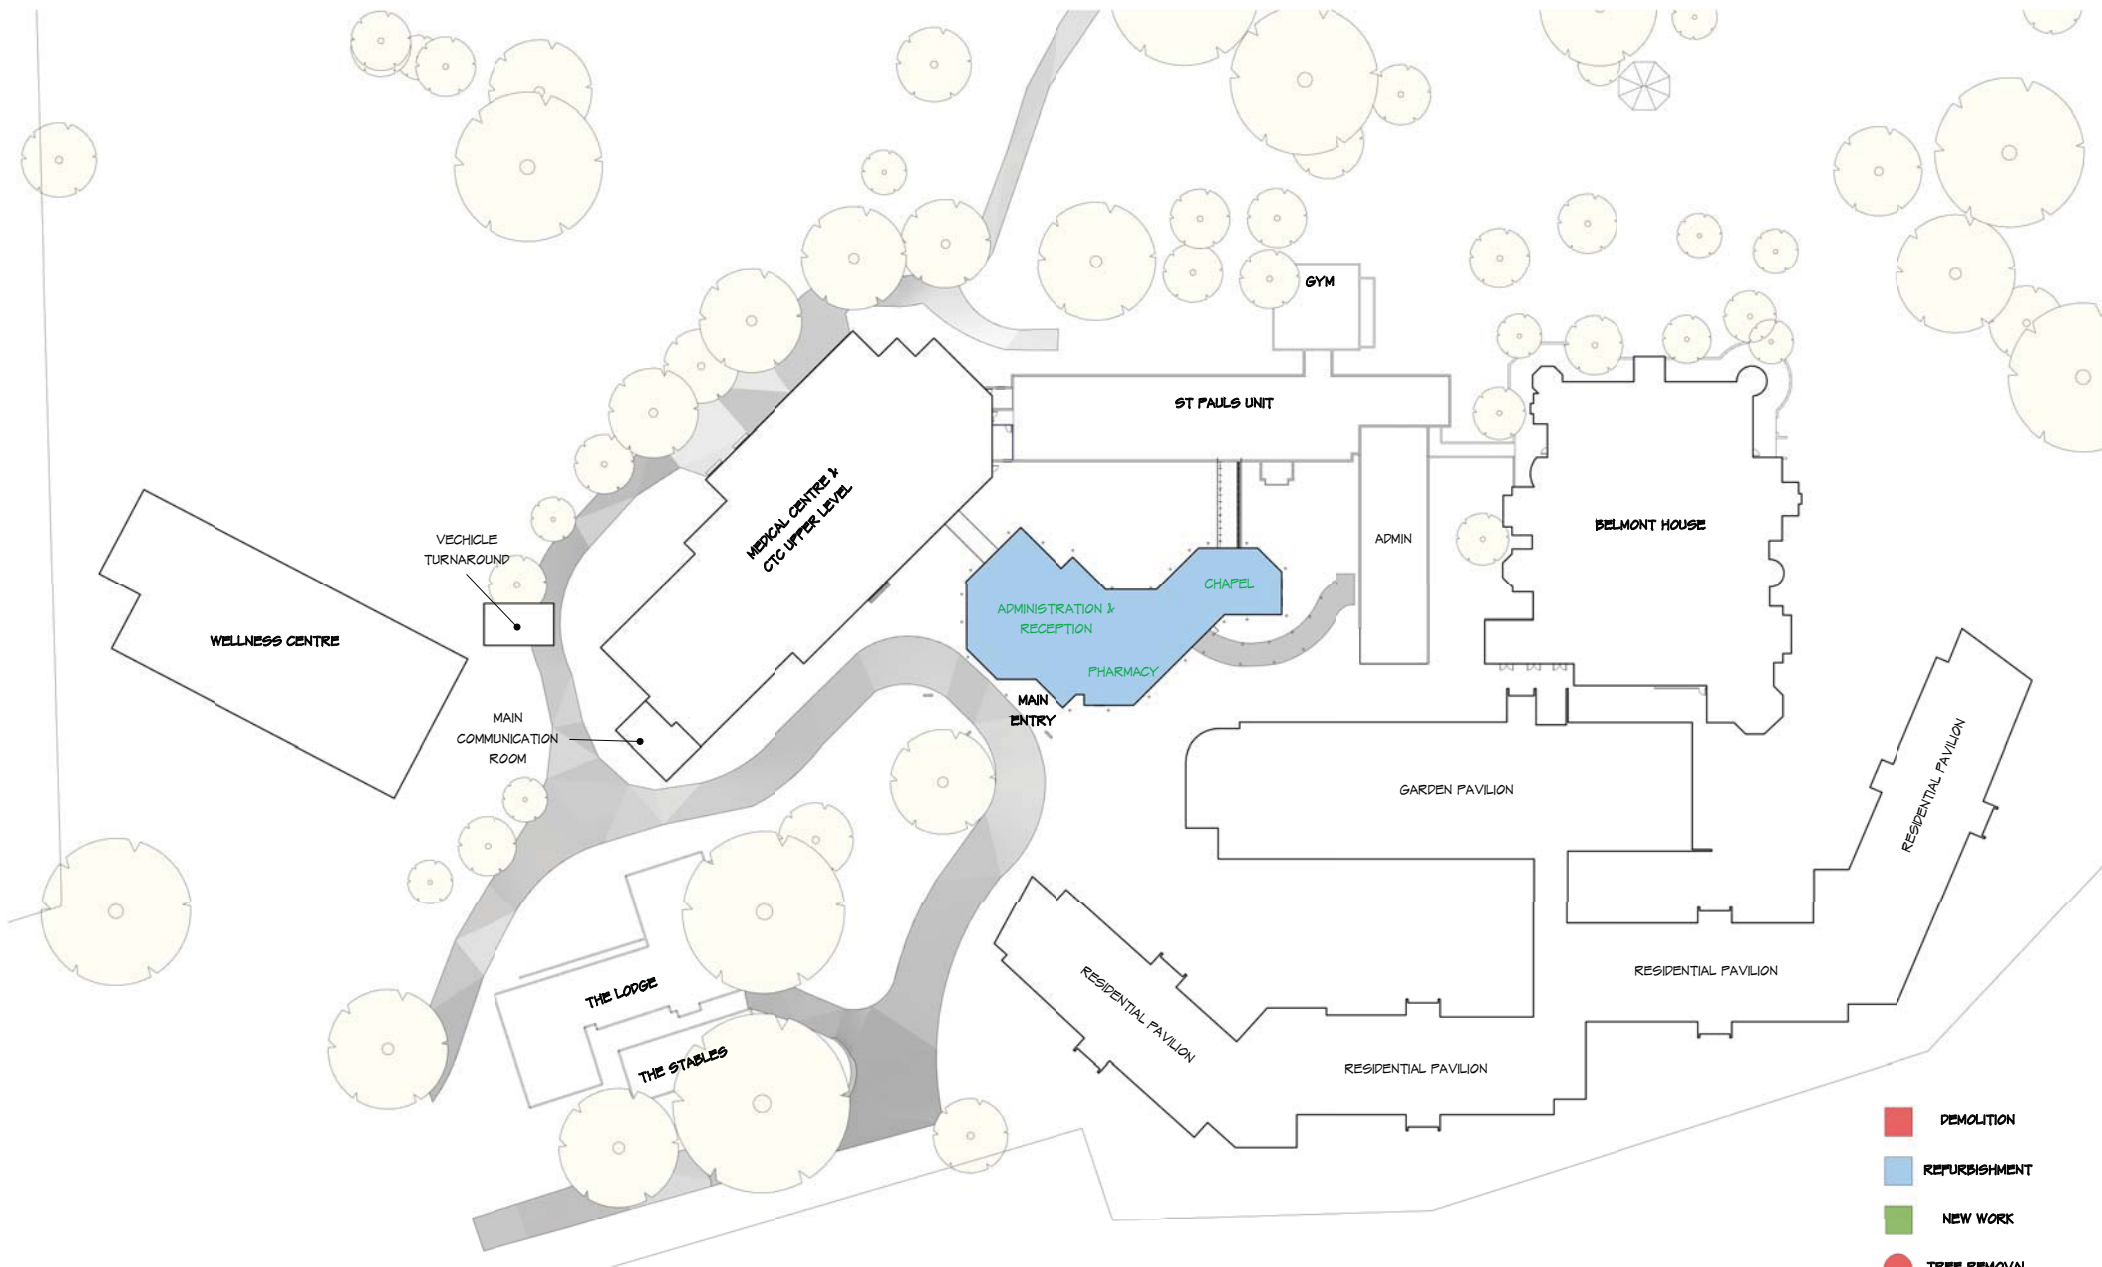 GYM
ST PAULS UNIT
MEDICAL CENTRE &
CTC UPPER LEVEL
VECHICLE
TURNAROUND
WELLNESS CENTRE
ADMIN
BELMONT HOUSE
CHAPEL
ADMINISTRATION &
RECEPTION
PHARMACY
MAIN
ENTRY
MAIN
COMMUNICATION
ROOM
GARDEN PAVILION
RESIDENTIAL PAVILION
RESIDENTIAL PAVILION
RESIDENTIAL PAVILION
RESIDENTIAL PAVILION
THE LODGE
THE STABLES
DEMOLITION
REFURBISHMENT
NEW WORK
TREE REMOVAL